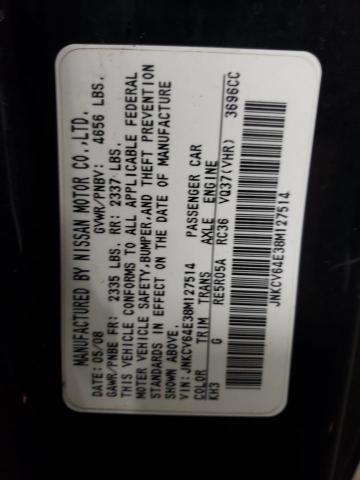 MANUFACTURED BY NISSAN MOTOR CO.,LTD.
DATE: 05/08 GVWR/PNBV: 4656 LBS.
GAWR/PNBE FR: 2335 LBS. RR: 2337 LBS.
THIS VEHICLE CONFORMS TO ALL APPLICABLE FEDERAL
MOTOR VEHICLE SAFETY,BUMPER,AND THEFT PREVENTION
STANDARDS IN EFFECT ON THE DATE OF MANUFACTURE
SHOWN ABOVE.
VIN:JNKCV64E38M127514 PASSENGER CAR
COLOR TRIM TRANS AXLE ENGINE
KH3 G RE5R05A RC36 VQ37(VHR) 3696CC
JNKCV64E38M127514